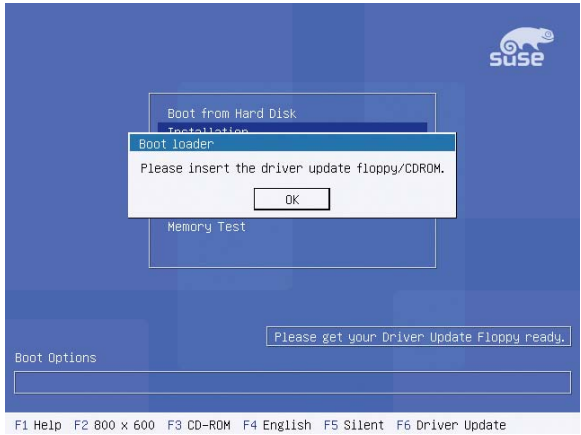 SUSE
Boot from Hard Disk
Installation
Boot loader
Please insert the driver update floppy/CDROM.
OK
Memory Test
Please get your Driver Update Floppy ready.
Boot Options
F1 Help F2 800 x 600 F3 CD-ROM F4 English F5 Silent F6 Driver Update